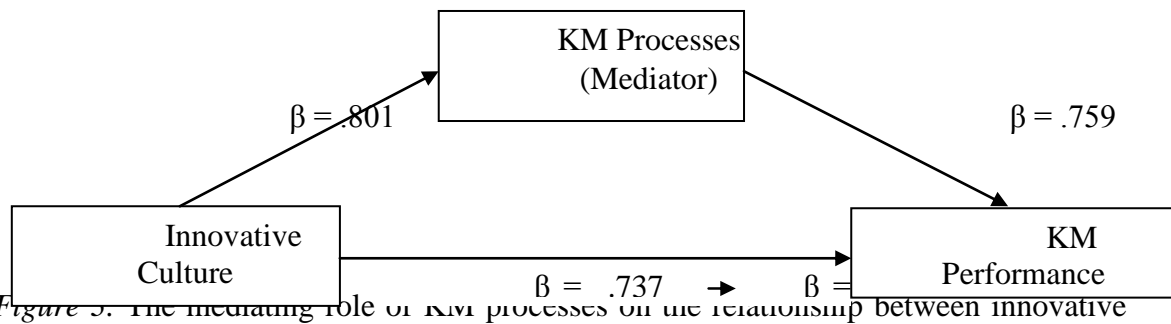 KM Processes
(Mediator)
β = .801
β = .759
Innovative
Culture
KM
Performance
β = .737 → β =
The mediating role of KM processes on the relationship between innovative